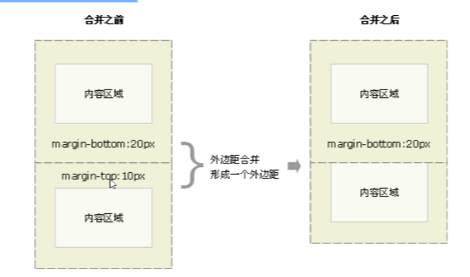 合并之前
合并之后
内容区域
内容区域
margin-bottom:20px
margin-bottom:20px
外边距合并
形成一个外边距
margin-top:10px
内容区域
内容区域